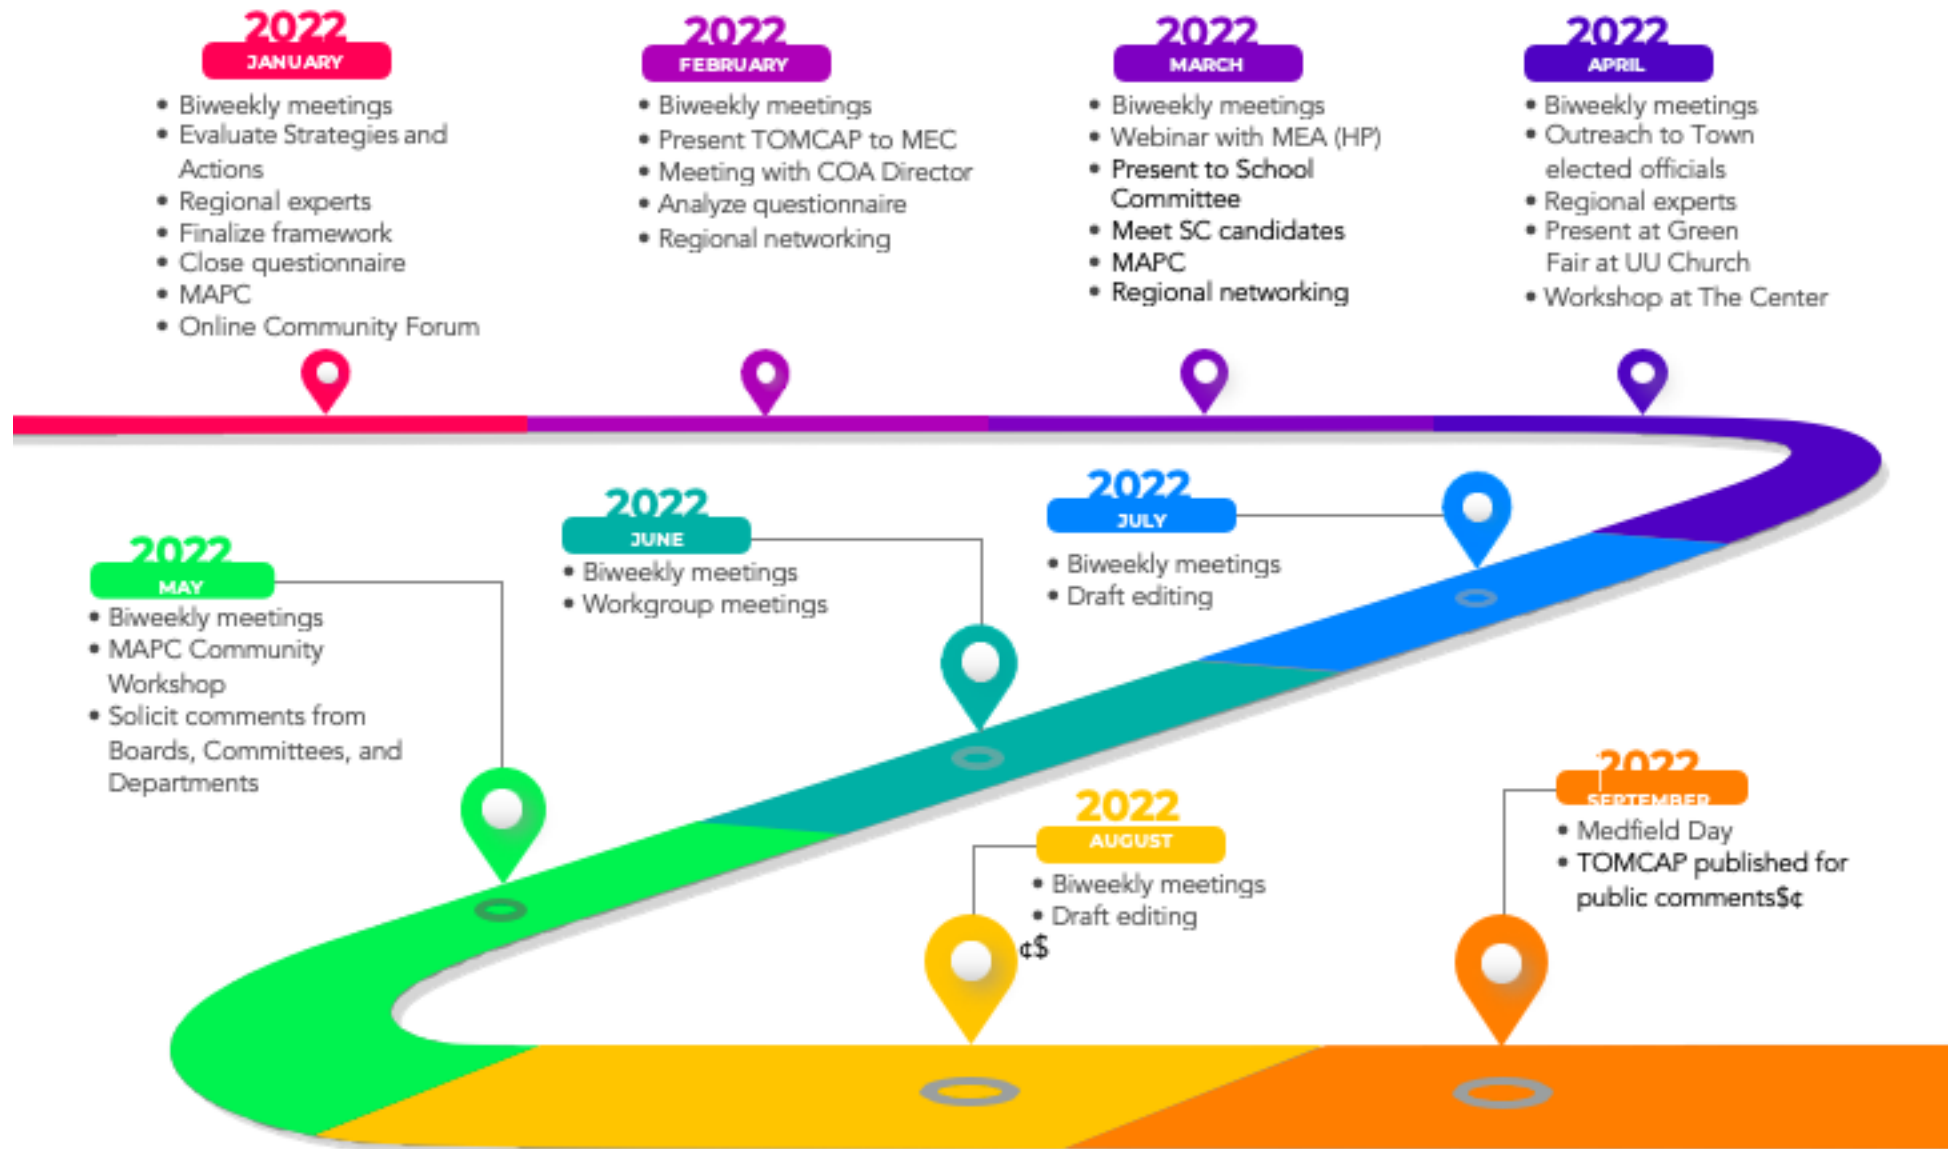 2022
JANUARY
• Biweekly meetings
• Evaluate Strategies and
Actions
• Regional experts
• Finalize framework
• Close questionnaire
• MAPC
• Online Community Forum
2022
FEBRUARY
• Biweekly meetings
• Present TOMCAP to MEC
• Meeting with COA Director
• Analyze questionnaire
• Regional networking
2022
MARCH
• Biweekly meetings
• Webinar with MEA (HP)
• Present to School
Committee
• Meet SC candidates
• MAPC
• Regional networking
2022
APRIL
• Biweekly meetings
• Outreach to Town
elected officials
• Regional experts
• Present at Green
Fair at UU Church
• Workshop at The Center
2022
MAY
• Biweekly meetings
• MAPC Community
Workshop
• Solicit comments from
Boards, Committees, and
Departments
2022
JUNE
• Biweekly meetings
• Workgroup meetings
2022
JULY
• Biweekly meetings
• Draft editing
2022
AUGUST
• Biweekly meetings
• Draft editing
¢$
2022
SEPTEMBER
• Medfield Day
• TOMCAP published for
public comments$¢